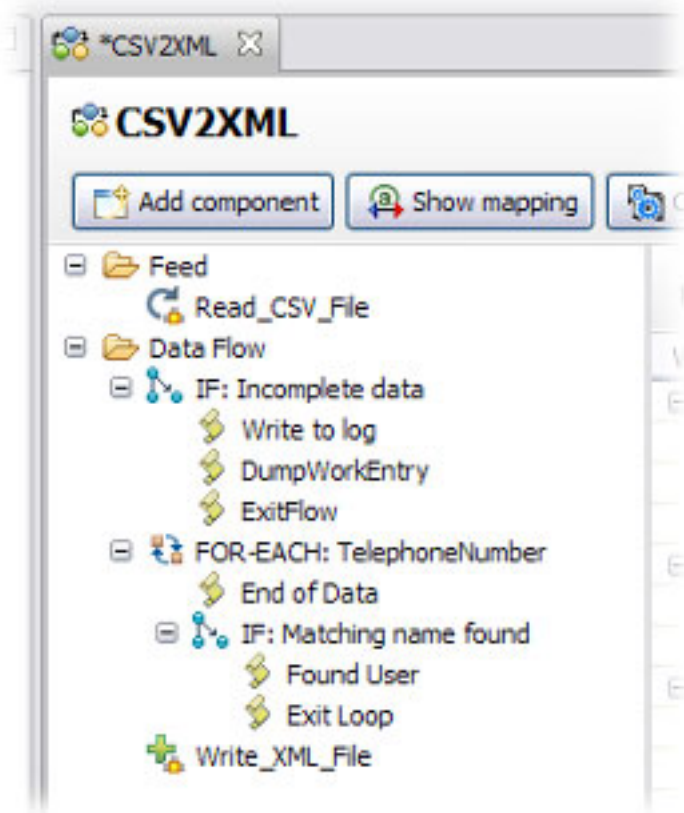 *CSV2XML
CSV2XML
Add component
Show mapping
Feed
Read_CSV_File
Data Flow
IF: Incomplete data
Write to log
DumpWorkEntry
ExitFlow
FOR-EACH: TelephoneNumber
End of Data
IF: Matching name found
Found User
Exit Loop
Write_XML_File